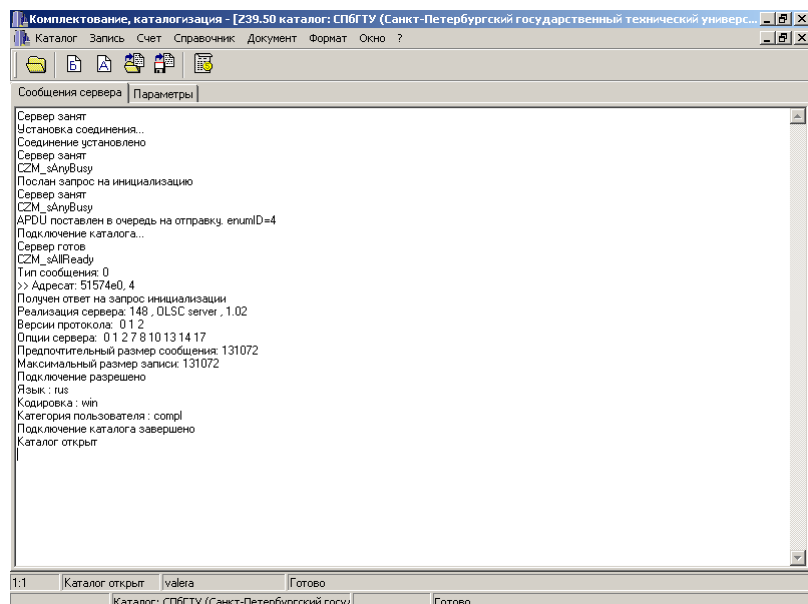 Комплектование, каталогизация - [Z39.50 каталог: СПбГТУ (Санкт-Петербургский государственный технический универс...
Каталог Запись Счет Справочник Документ Формат Окно ?
Сообщения сервера Параметры
Сервер занят
Установка соединения...
Соединение установлено
Сервер занят
CZM_sAnyBusy
Послан запрос на инициализацию
Сервер занят
CZM_sAnyBusy
APDU поставлен в очередь на отправку. enumID=4
Подключение каталога...
Сервер готов
CZM_sAllReady
Тип сообщения: 0
>> Адресат: 51574e0, 4
Получен ответ на запрос инициализации
Реализация сервера: 148 , OLSC server , 1.02
Версии протокола: 0 1 2
Опции сервера: 0 1 2 7 8 10 13 14 17
Предпочтительный размер сообщения: 131072
Максимальный размер записи: 131072
Подключение разрешено
Язык : rus
Кодировка : win
Категория пользователя : compl
Подключение каталога завершено
Каталог открыт
1:1 Каталог открыт valera Готово
Каталог: СПбГТУ (Санкт-Петербургский госу Готово